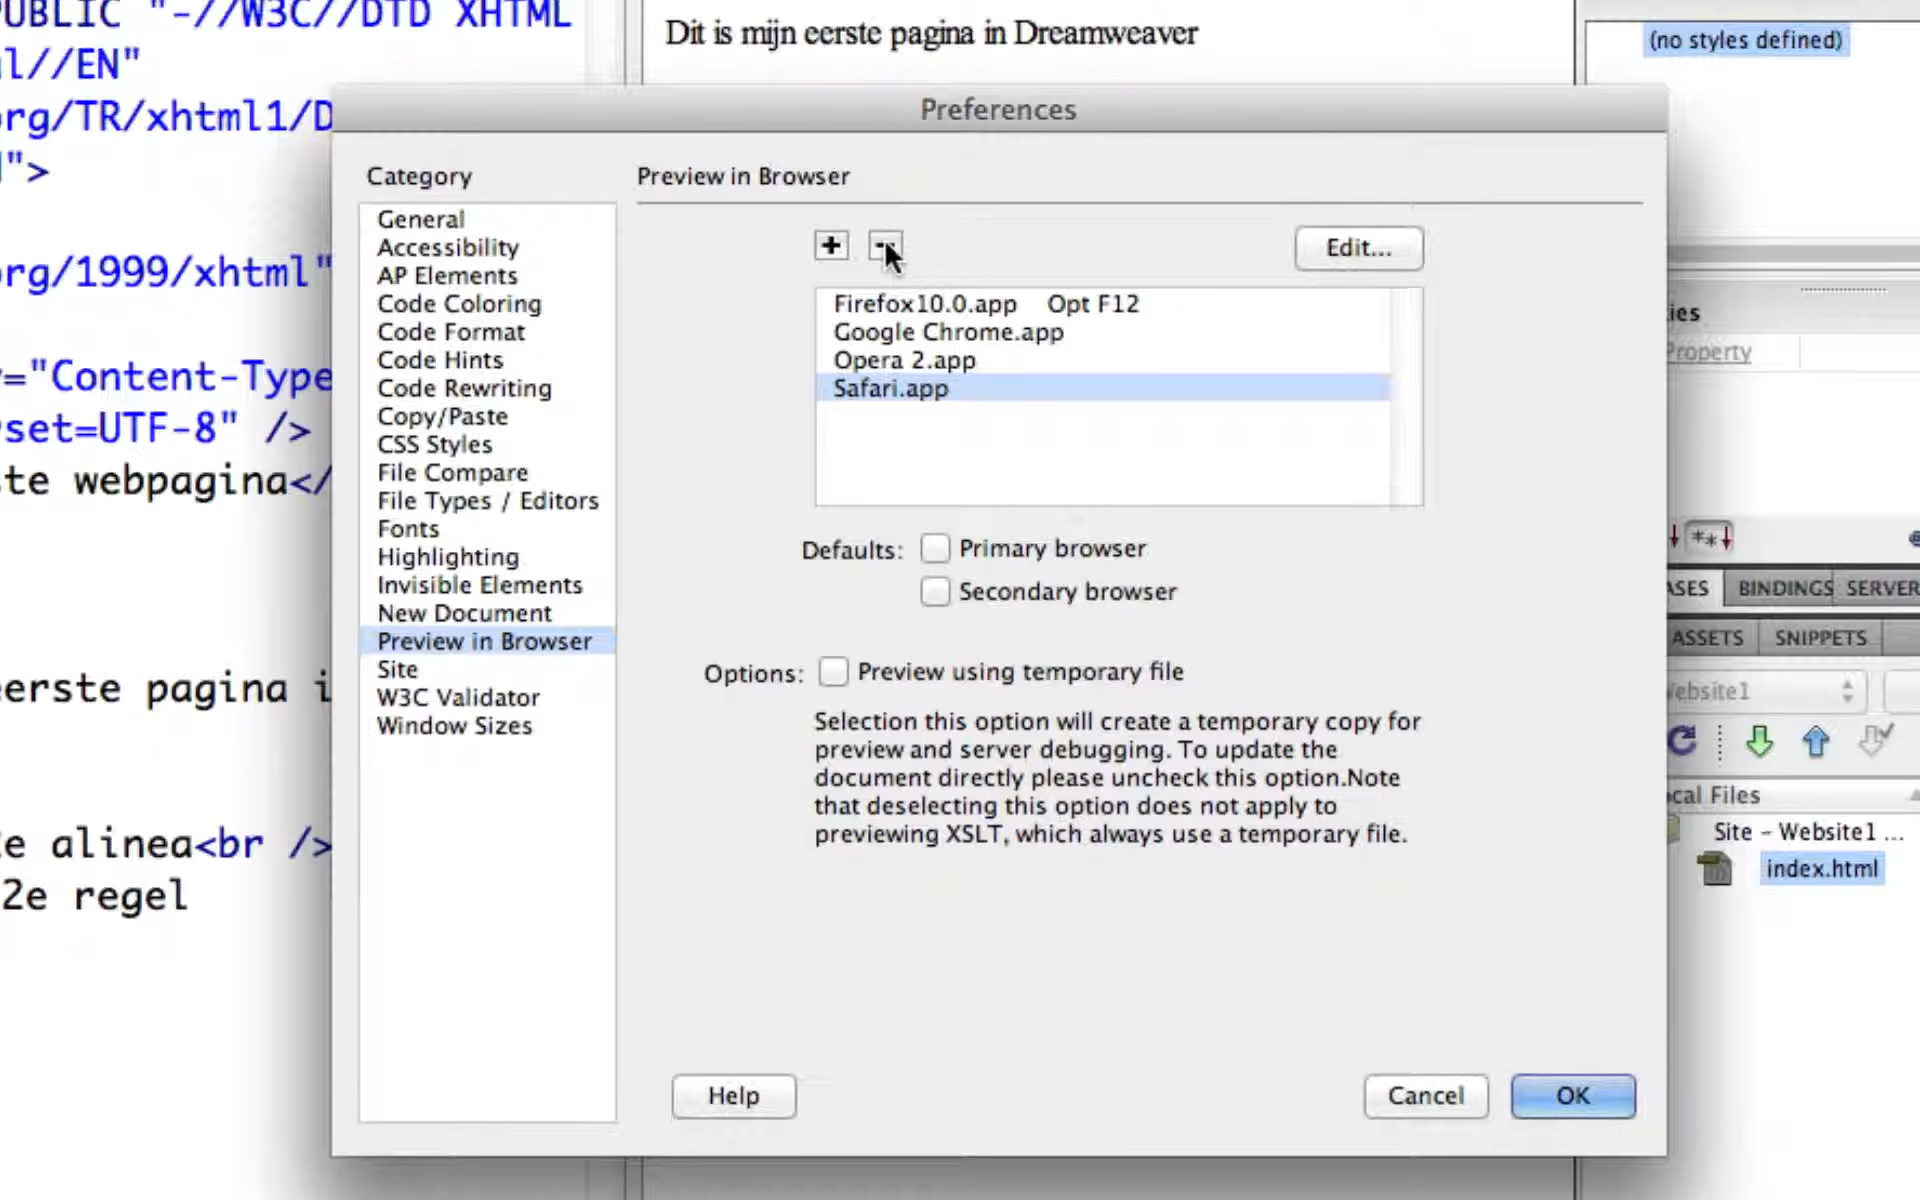 PUBLIC "-//W3C//DTD XHTML
l//EN"
org/TR/xhtml1/D
">
org/1999/xhtml"
="Content-Type
set=UTF-8" />
ste webpagina</
eerste pagina i
e alinea<br />
2e regel
Dit is mijn eerste pagina in Dreamweaver
(no styles defined)
Preferences
Category
General
Accessibility
AP Elements
Code Coloring
Code Format
Code Hints
Code Rewriting
Copy/Paste
CSS Styles
File Compare
File Types / Editors
Fonts
Highlighting
Invisible Elements
New Document
Preview in Browser
Site
W3C Validator
Window Sizes
Preview in Browser
Edit...
Firefox10.0.app Opt F12
Google Chrome.app
Opera 2.app
Safari.app
Defaults: Primary browser
Secondary browser
Options: Preview using temporary file
Selection this option will create a temporary copy for
preview and server debugging. To update the
document directly please uncheck this option.Note
that deselecting this option does not apply to
previewing XSLT, which always use a temporary file.
Help
Cancel
OK
ies
Property
ASES BINDINGS SERVER
ASSETS SNIPPETS
Website1
cal Files
Site - Website1 ...
index.html